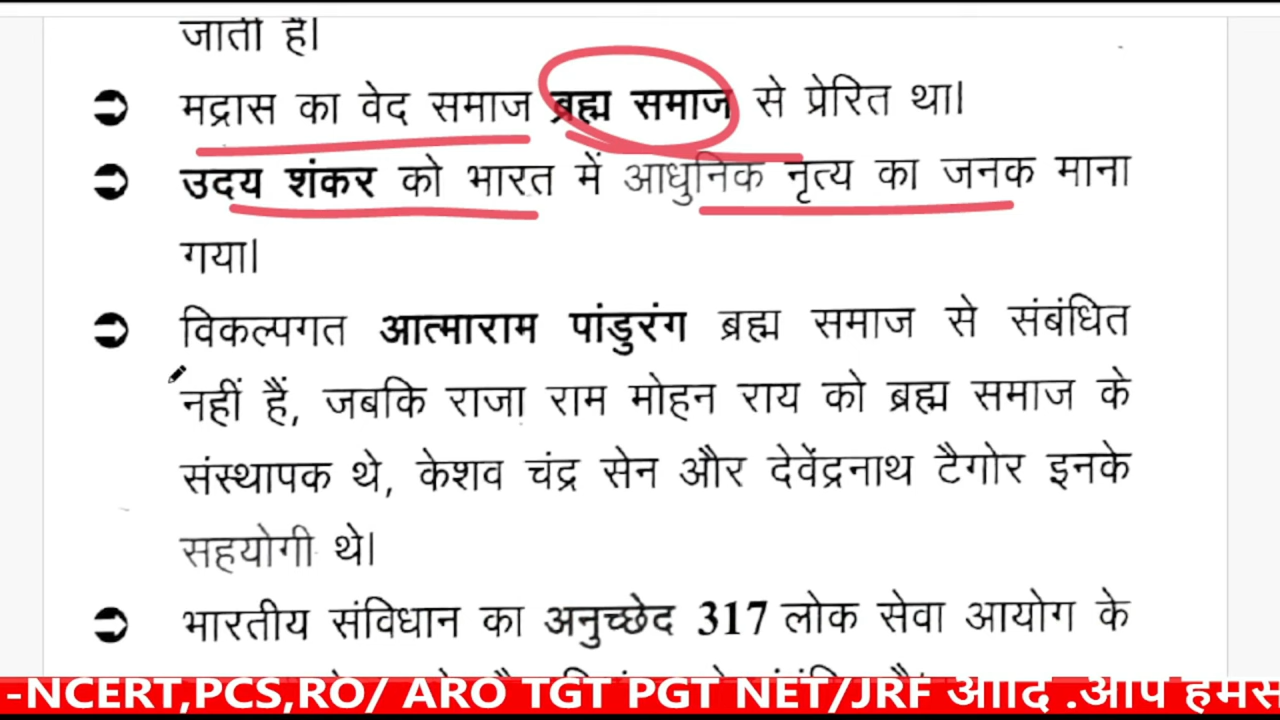 जाती है।
मद्रास का वेद समाज ब्रह्म समाज से प्रेरित था।
उदय शंकर को भारत में आधुनिक नृत्य का जनक माना
गया।
विकल्पगत आत्माराम पांडुरंग ब्रह्म समाज से संबंधित
नहीं हैं, जबकि राजा राम मोहन राय को ब्रह्म समाज के
संस्थापक थे, केशव चंद्र सेन और देवेंद्रनाथ टैगोर इनके
सहयोगी थे।
भारतीय संविधान का अनुच्छेद 317 लोक सेवा आयोग के
-NCERT,PCS,RO/ ARO TGT PGT NET/JRF आदि .आप हमस